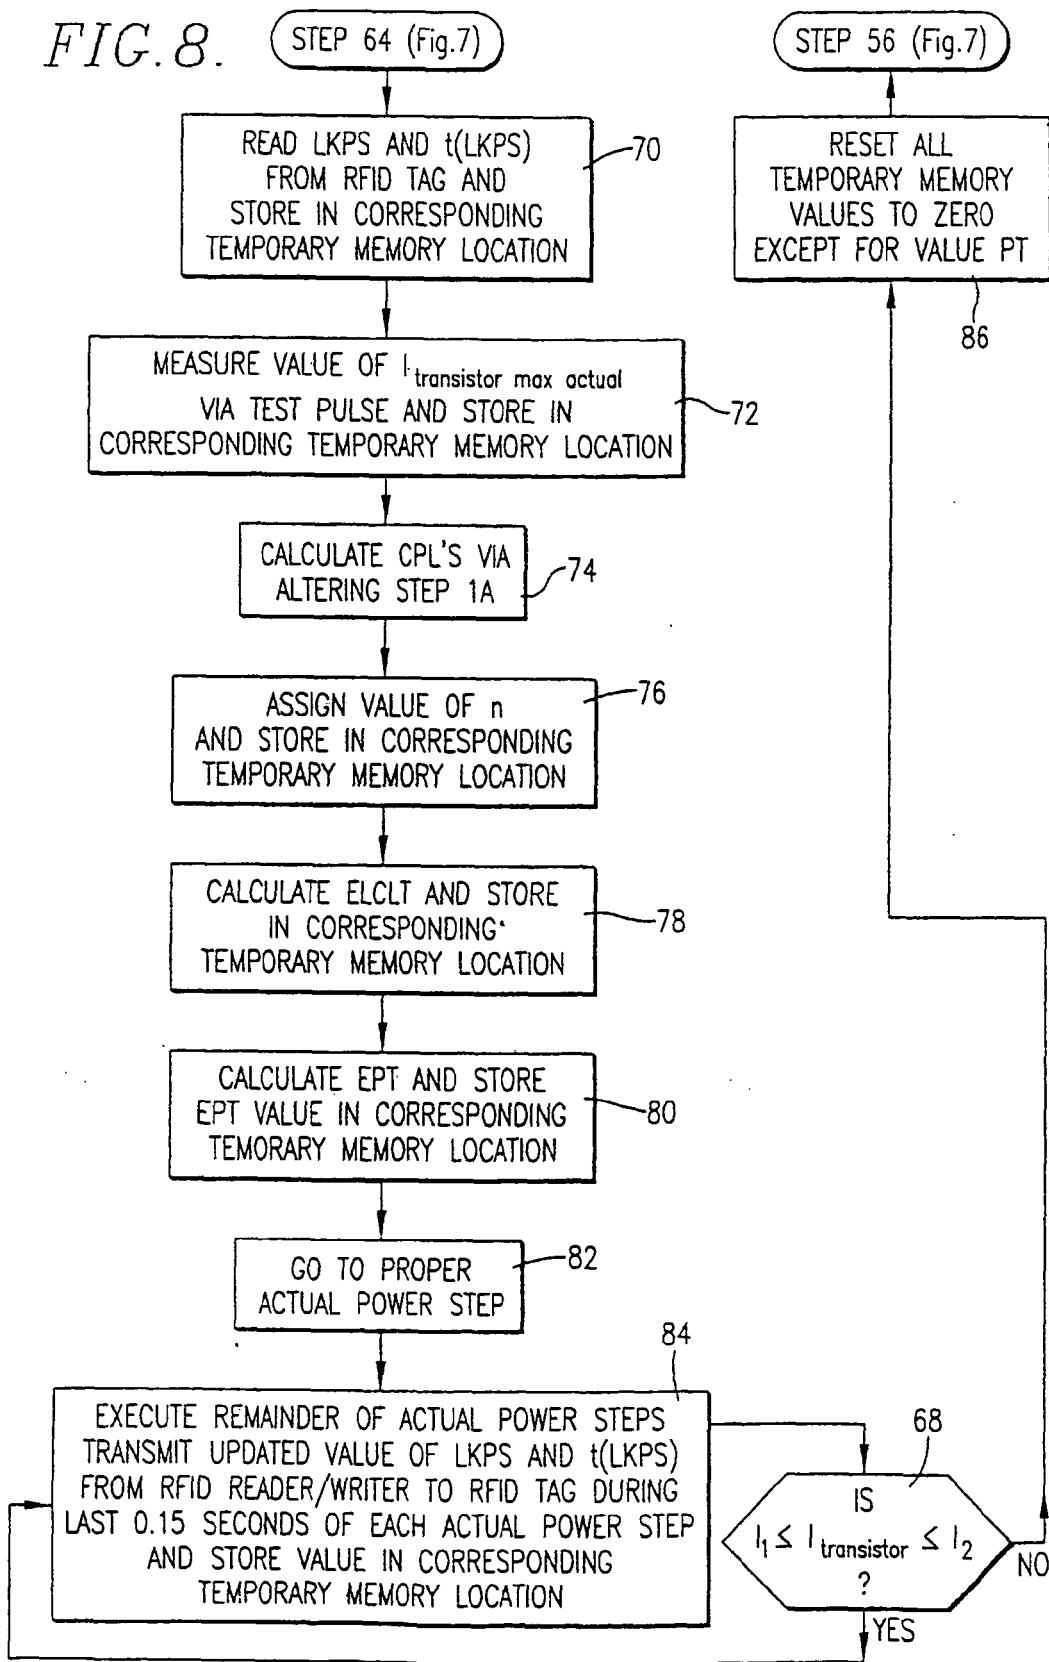 FIG. 8.
STEP 64 (Fig.7)
READ LKPS AND t(LKPS)
FROM RFID TAG AND
STORE IN CORRESPONDING
TEMPORARY MEMORY LOCATION
70
MEASURE VALUE OF I transistor max actual
VIA TEST PULSE AND STORE IN
CORRESPONDING TEMPORARY MEMORY LOCATION
72
CALCULATE CPL'S VIA
ALTERING STEP 1A
74
ASSIGN VALUE OF n
AND STORE IN CORRESPONDING
TEMPORARY MEMORY LOCATION
76
CALCULATE ELCLT AND STORE
IN CORRESPONDING
TEMPORARY MEMORY LOCATION
78
CALCULATE EPT AND STORE
EPT VALUE IN CORRESPONDING
TEMORARY MEMORY LOCATION
80
GO TO PROPER
ACTUAL POWER STEP
82
EXECUTE REMAINDER OF ACTUAL POWER STEPS
TRANSMIT UPDATED VALUE OF LKPS AND t(LKPS)
FROM RFID READER/WRITER TO RFID TAG DURING
LAST 0.15 SECONDS OF EACH ACTUAL POWER STEP
AND STORE VALUE IN CORRESPONDING
TEMPORARY MEMORY LOCATION
84
IS
I1 ≤ I transistor ≤ I2
?
68
NO
YES
STEP 56 (Fig.7)
RESET ALL
TEMPORARY MEMORY
VALUES TO ZERO
EXCEPT FOR VALUE PT
86